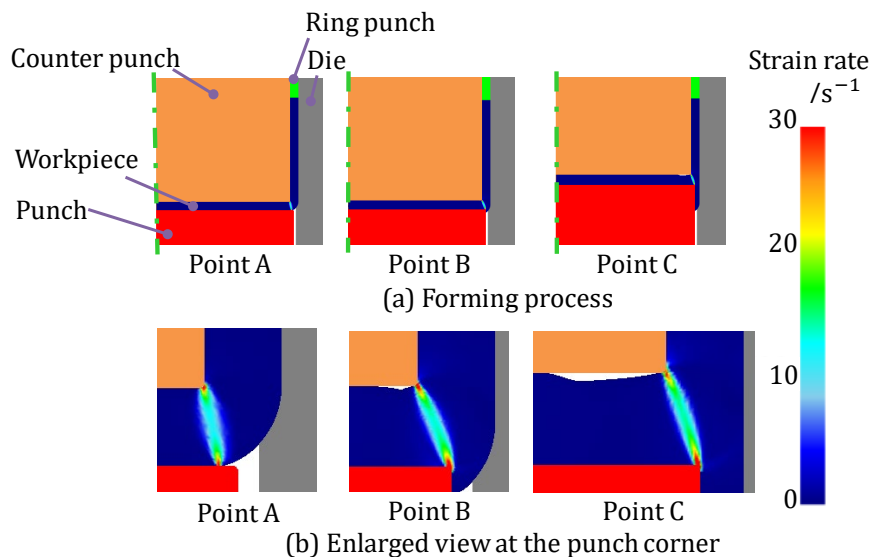 Ring punch
Counter punch
Die
Strain rate
/s⁻¹
Workpiece
Punch
30
20
10
0
Point A
Point B
Point C
(a) Forming process
Point A
Point B
Point C
(b) Enlarged view at the punch corner